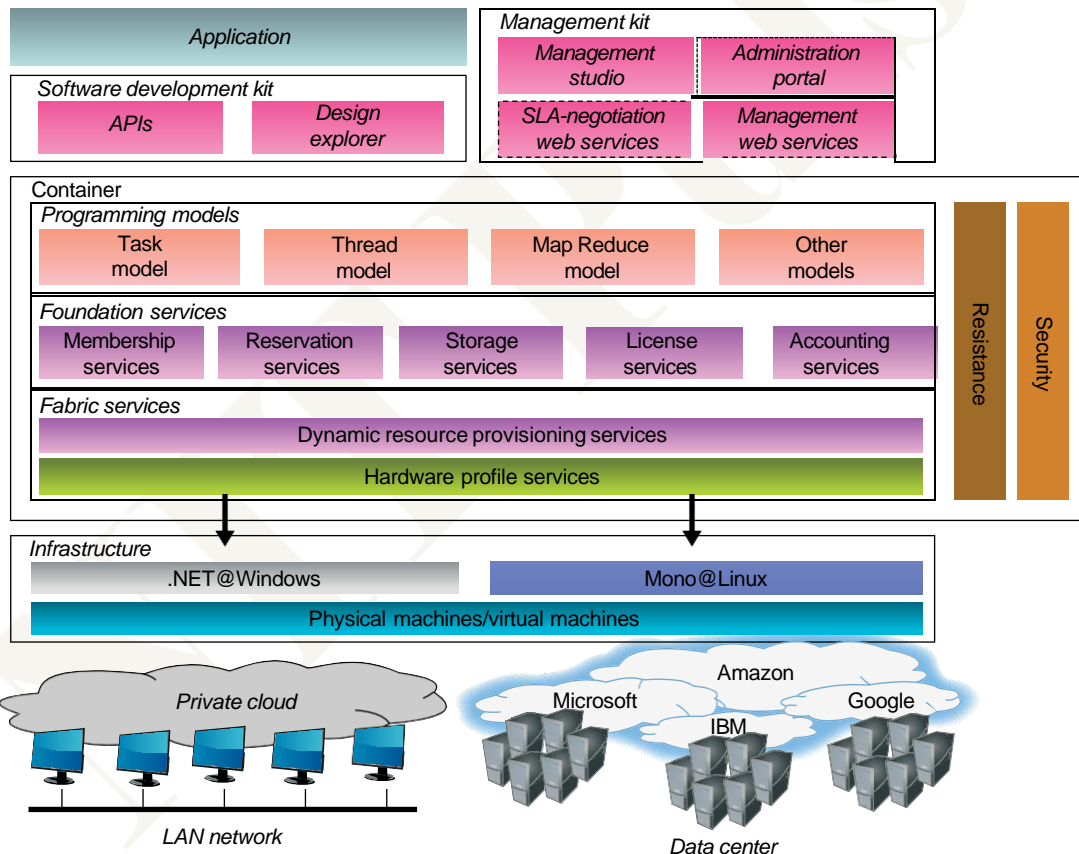 Application
Management kit
Management
studio
Administration
portal
SLA-negotiation
web services
Management
web services
Software development kit
APIs
Design
explorer
Container
Programming models
Task
model
Thread
model
Map Reduce
model
Other
models
Foundation services
Membership
services
Reservation
services
Storage
services
License
services
Accounting
services
Fabric services
Dynamic resource provisioning services
Hardware profile services
Resistance
Security
Infrastructure
.NET@Windows
Mono@Linux
Physical machines/virtual machines
Private cloud
LAN network
Amazon
Microsoft
Google
IBM
Data center